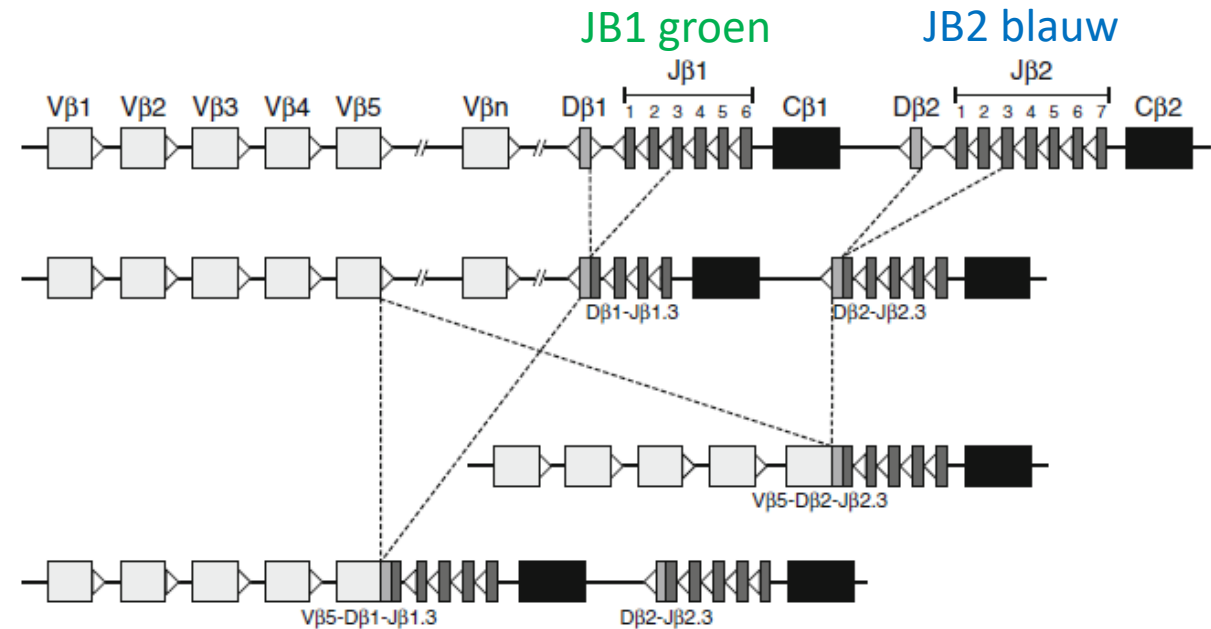 JB1 groen JB2 blauw
Jβ1 Jβ2
Vβ1 Vβ2 Vβ3 Vβ4 Vβ5 Vβn Dβ1 1 2 3 4 5 6 Cβ1 Dβ2 1 2 3 4 5 6 7 Cβ2
Dβ1-Jβ1.3 Dβ2-Jβ2.3
Vβ5-Dβ2-Jβ2.3
Vβ5-Dβ1-Jβ1.3 Dβ2-Jβ2.3